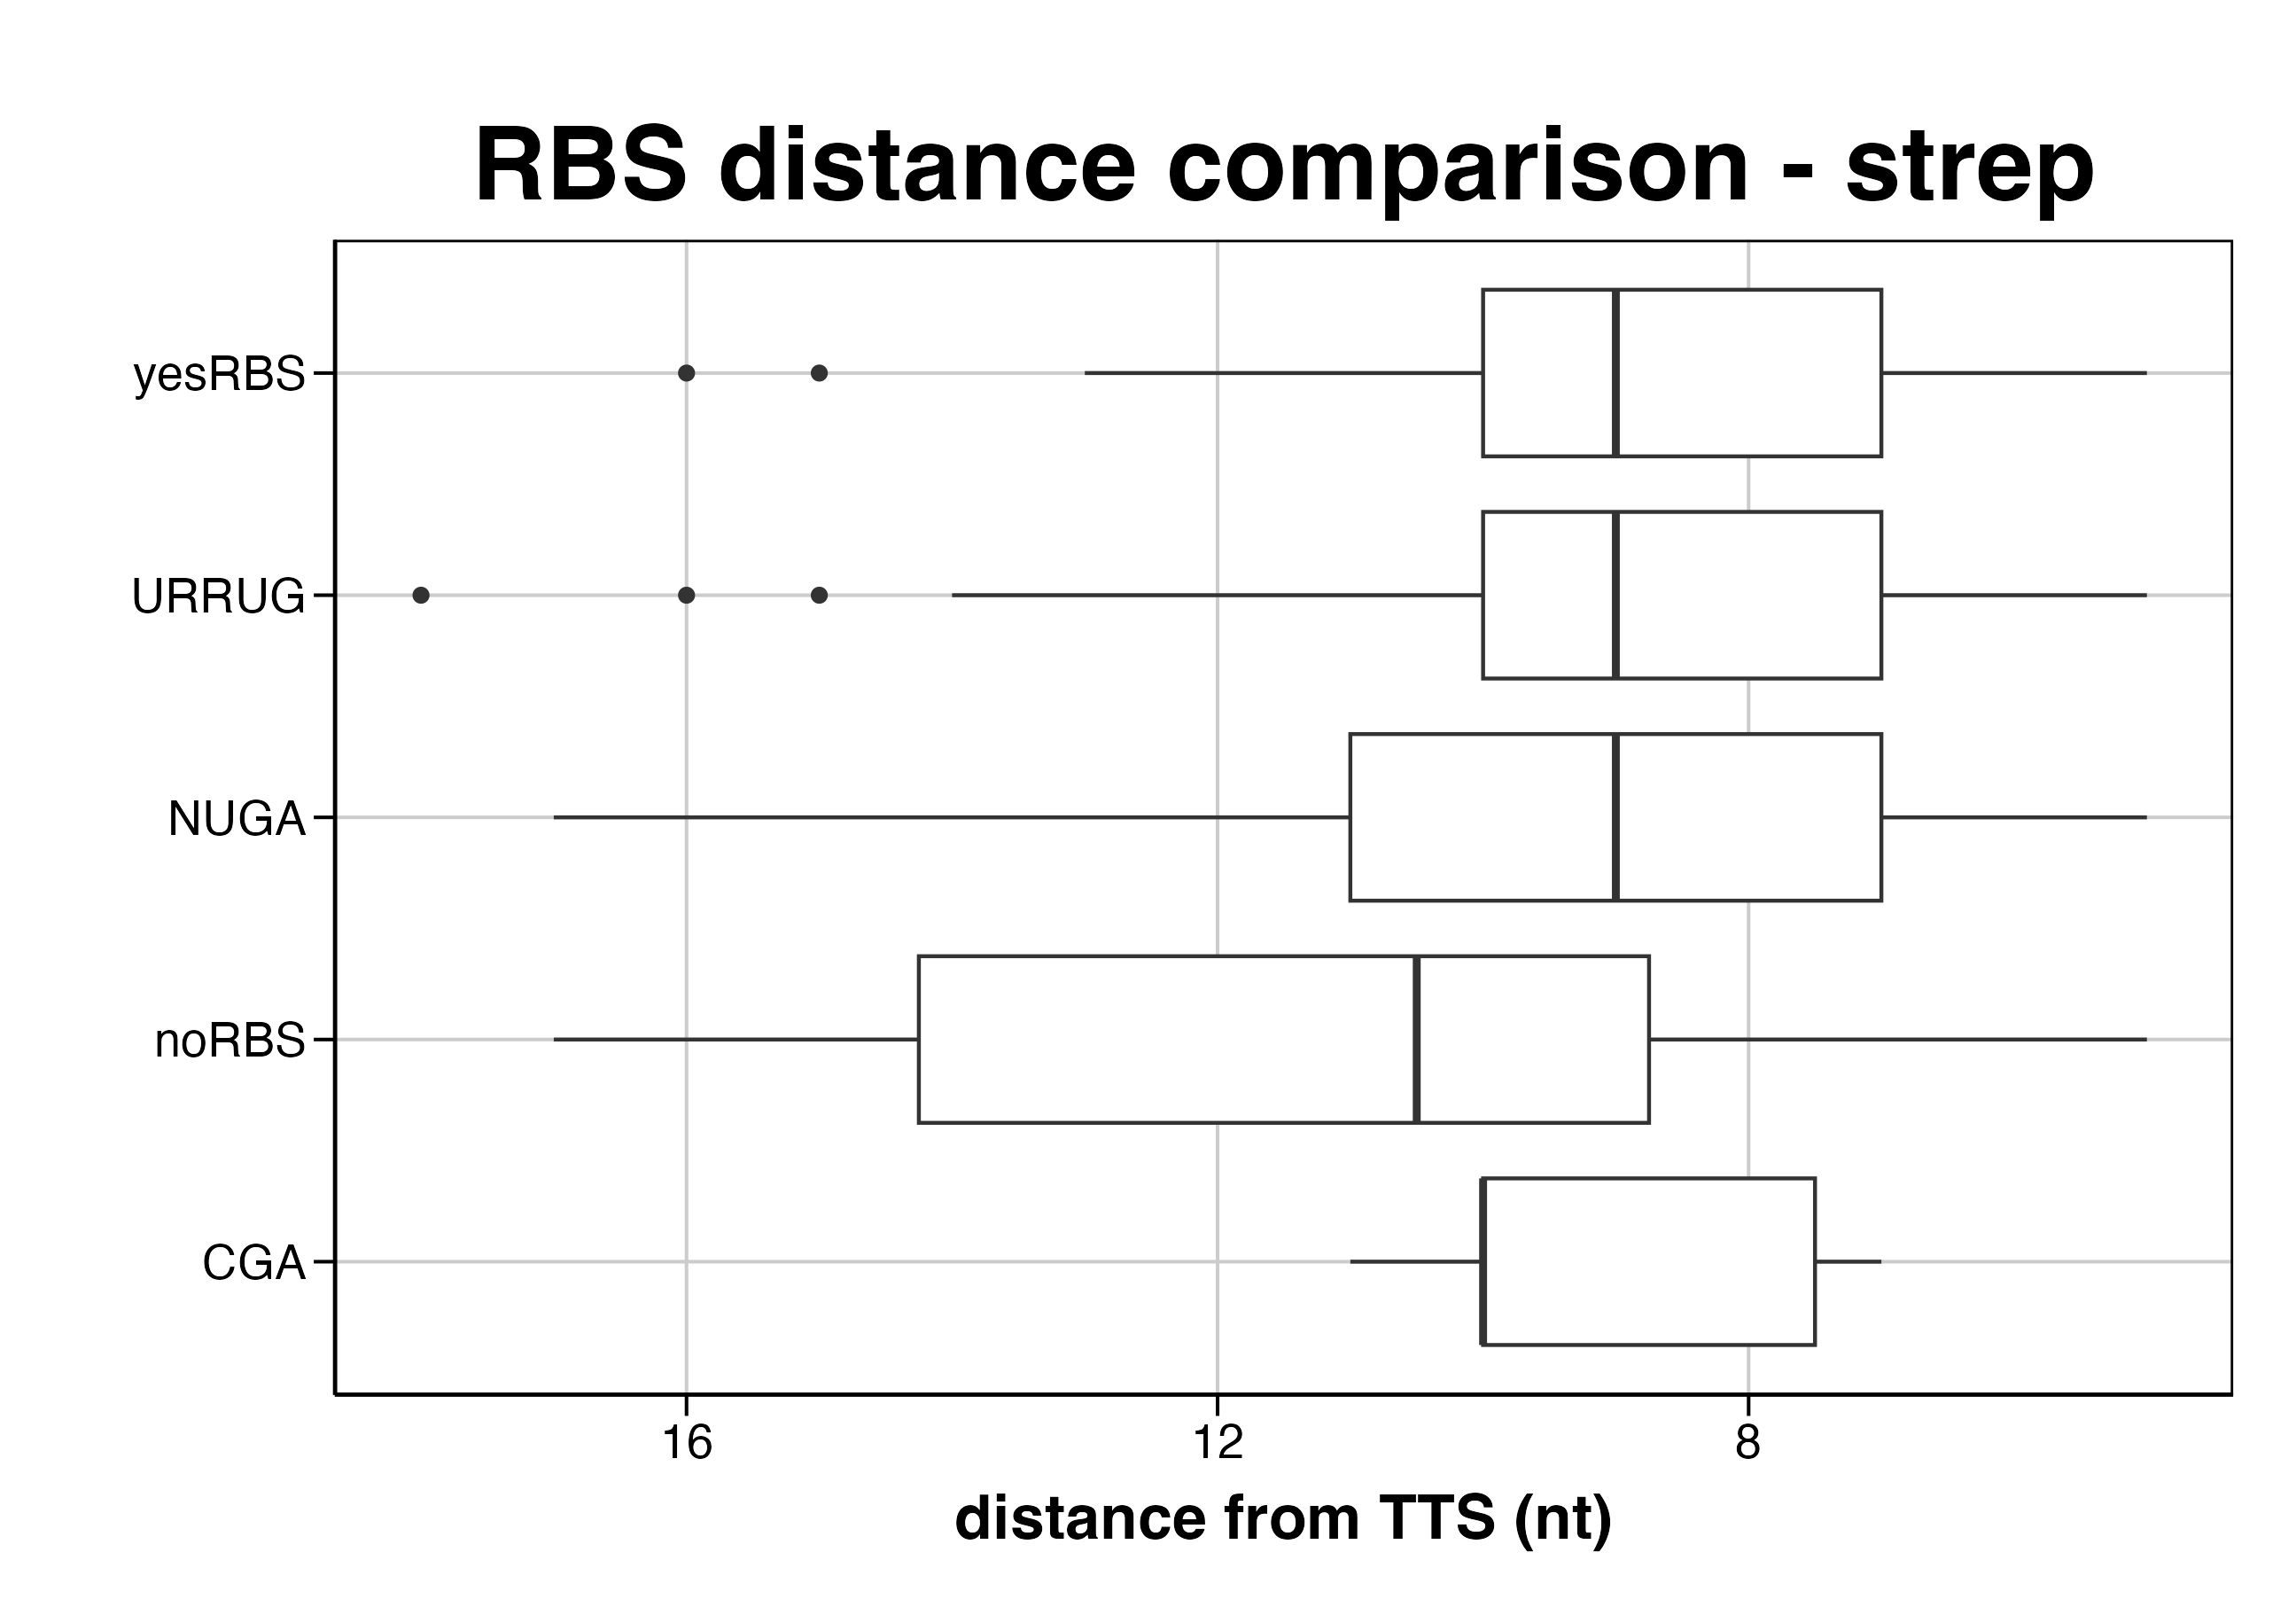 RBS distance comparison - strep
yesRBS
URRUG
NUGA
noRBS
CGA
16 12 8
distance from TTS (nt)